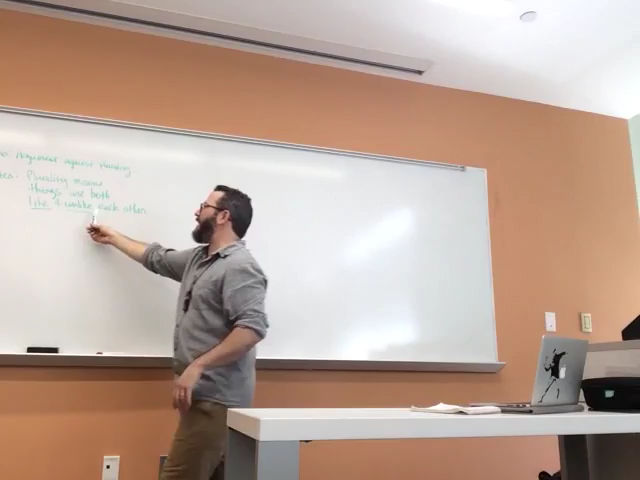 Argument against Plurality
Plurality means
things are both
like & unlike each other